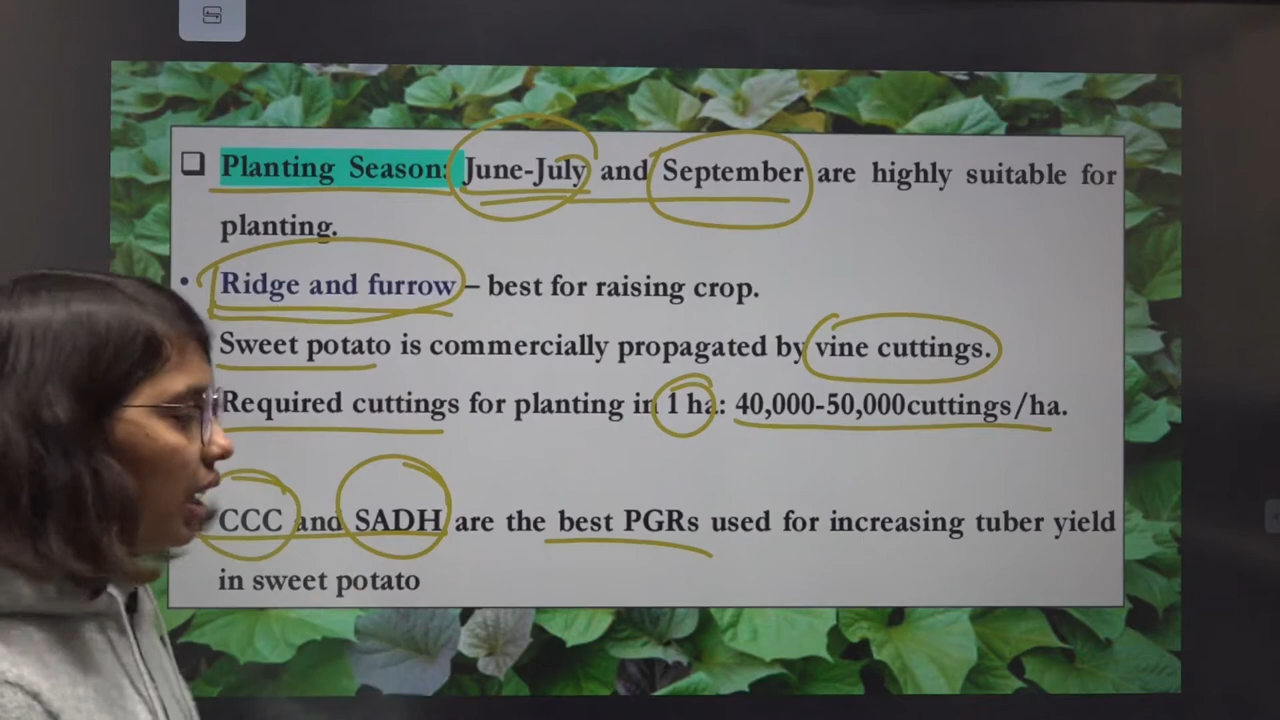 ❑ Planting Season: June-July and September are highly suitable for
planting.
• Ridge and furrow – best for raising crop.
Sweet potato is commercially propagated by vine cuttings.
Required cuttings for planting in 1 ha: 40,000-50,000cuttings/ha.
CCC and SADH are the best PGRs used for increasing tuber yield
in sweet potato